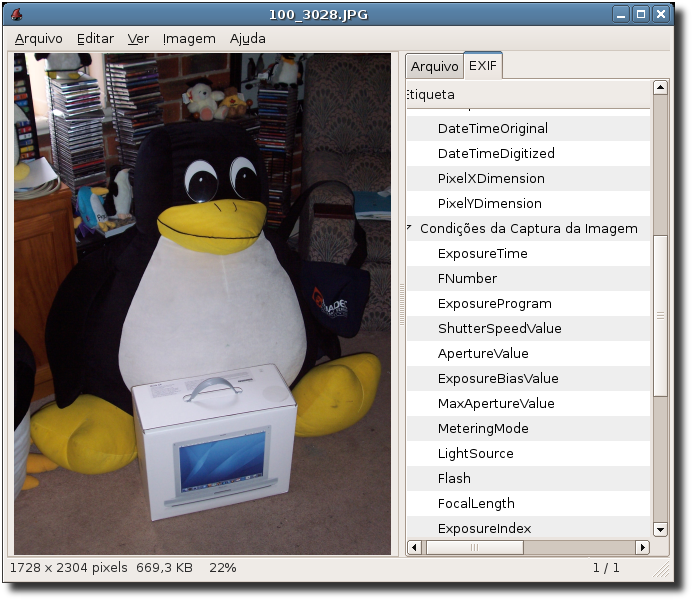 100_3028.JPG
Arquivo Editar Ver Imagem Ajuda
Arquivo EXIF
Etiqueta
DateTimeOriginal
DateTimeDigitized
PixelXDimension
PixelYDimension
Condições da Captura da Imagem
ExposureTime
FNumber
ExposureProgram
ShutterSpeedValue
ApertureValue
ExposureBiasValue
MaxApertureValue
MeteringMode
LightSource
Flash
FocalLength
ExposureIndex
1728 x 2304 pixels 669,3 KB 22%
1 / 1